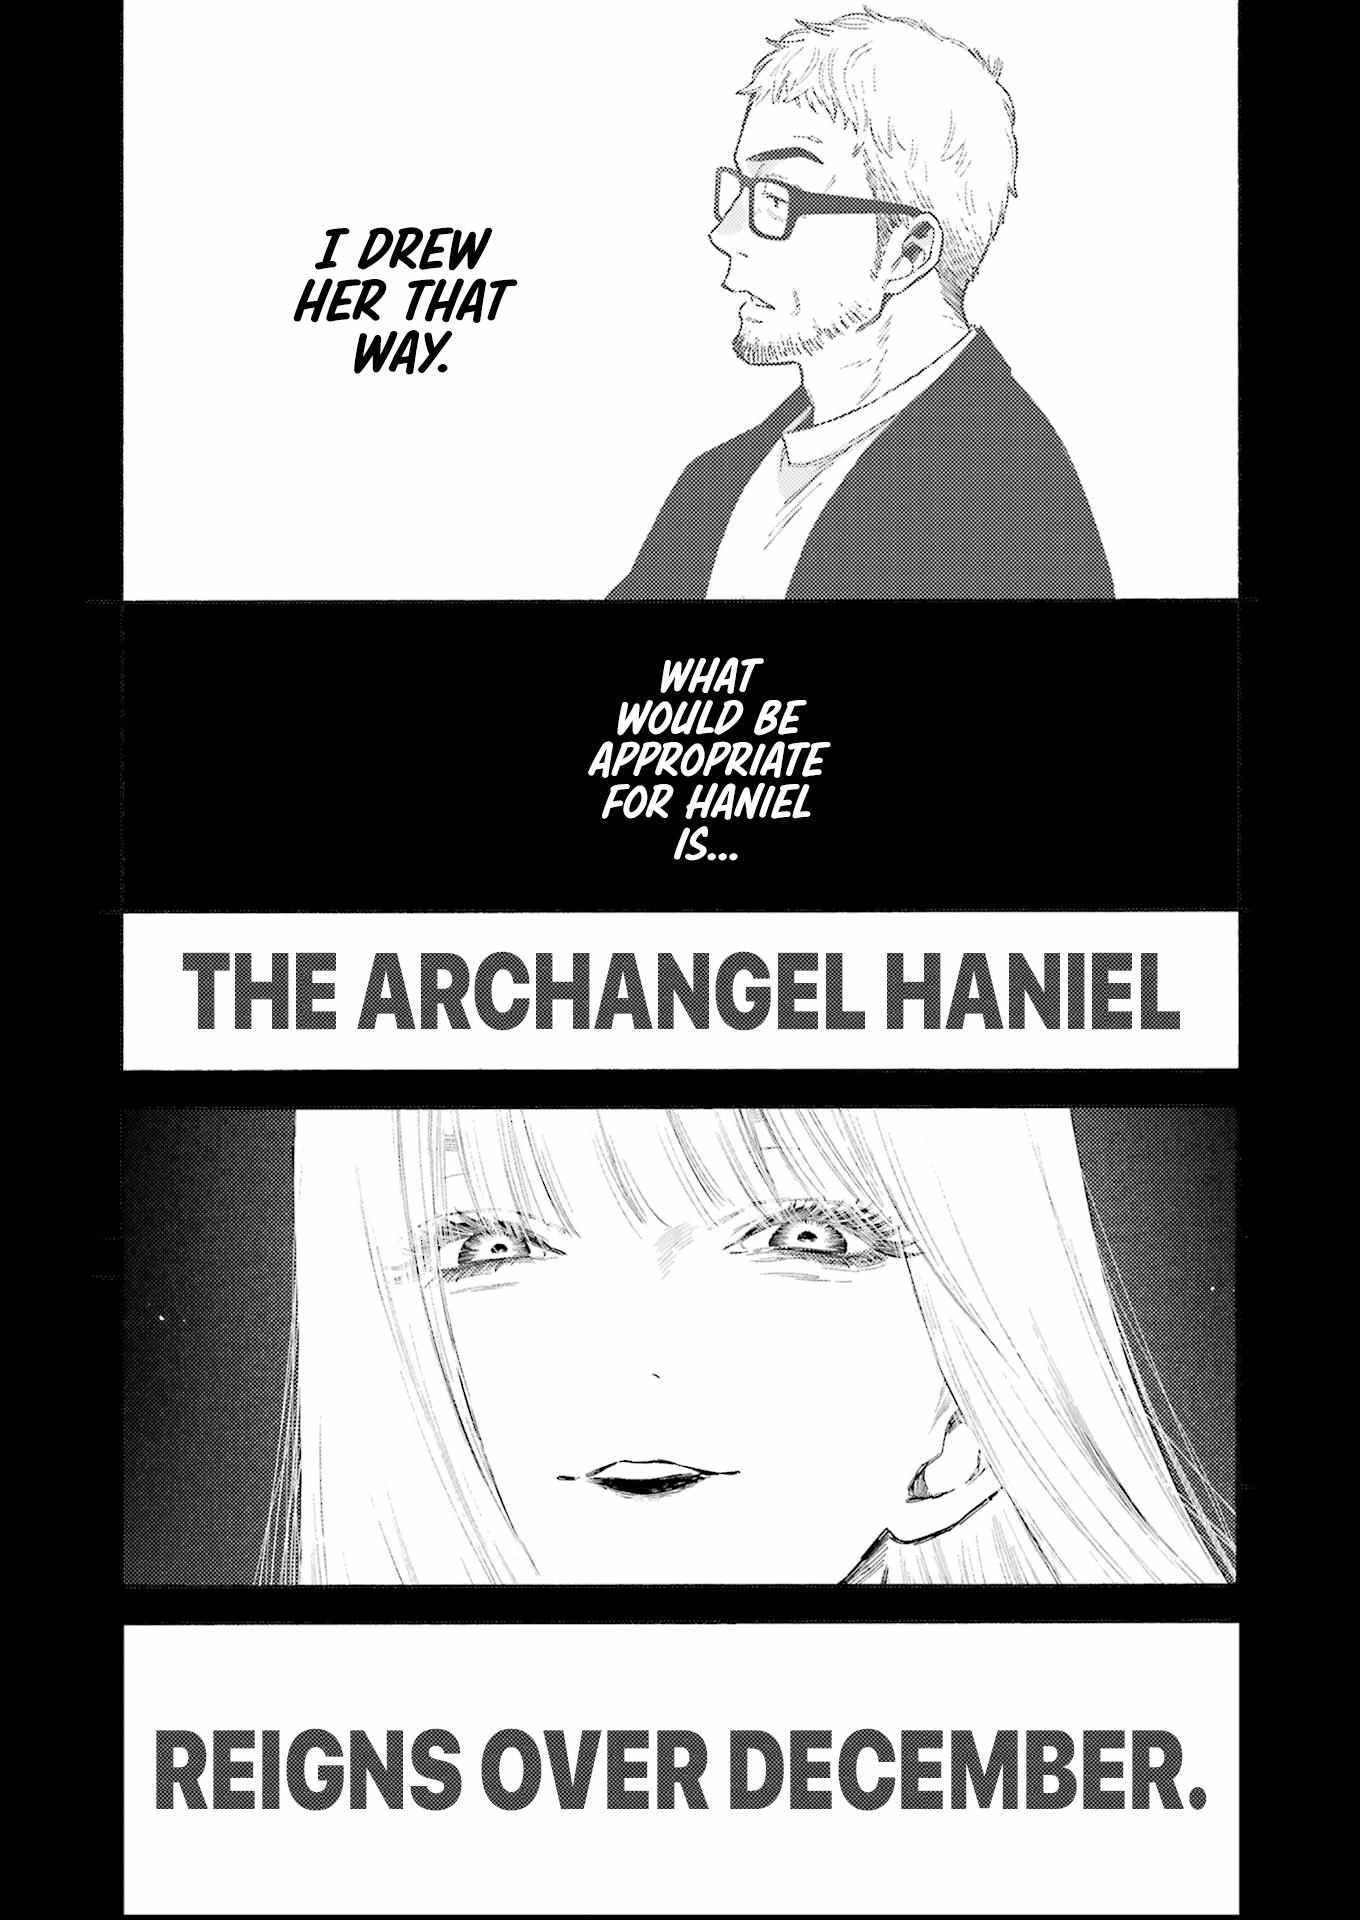 I DREW
HER THAT
WAY.
WHAT
WOULD BE
APPROPRIATE
FOR HANIEL
IS...
THE ARCHANGEL HANIEL
REIGNS OVER DECEMBER.